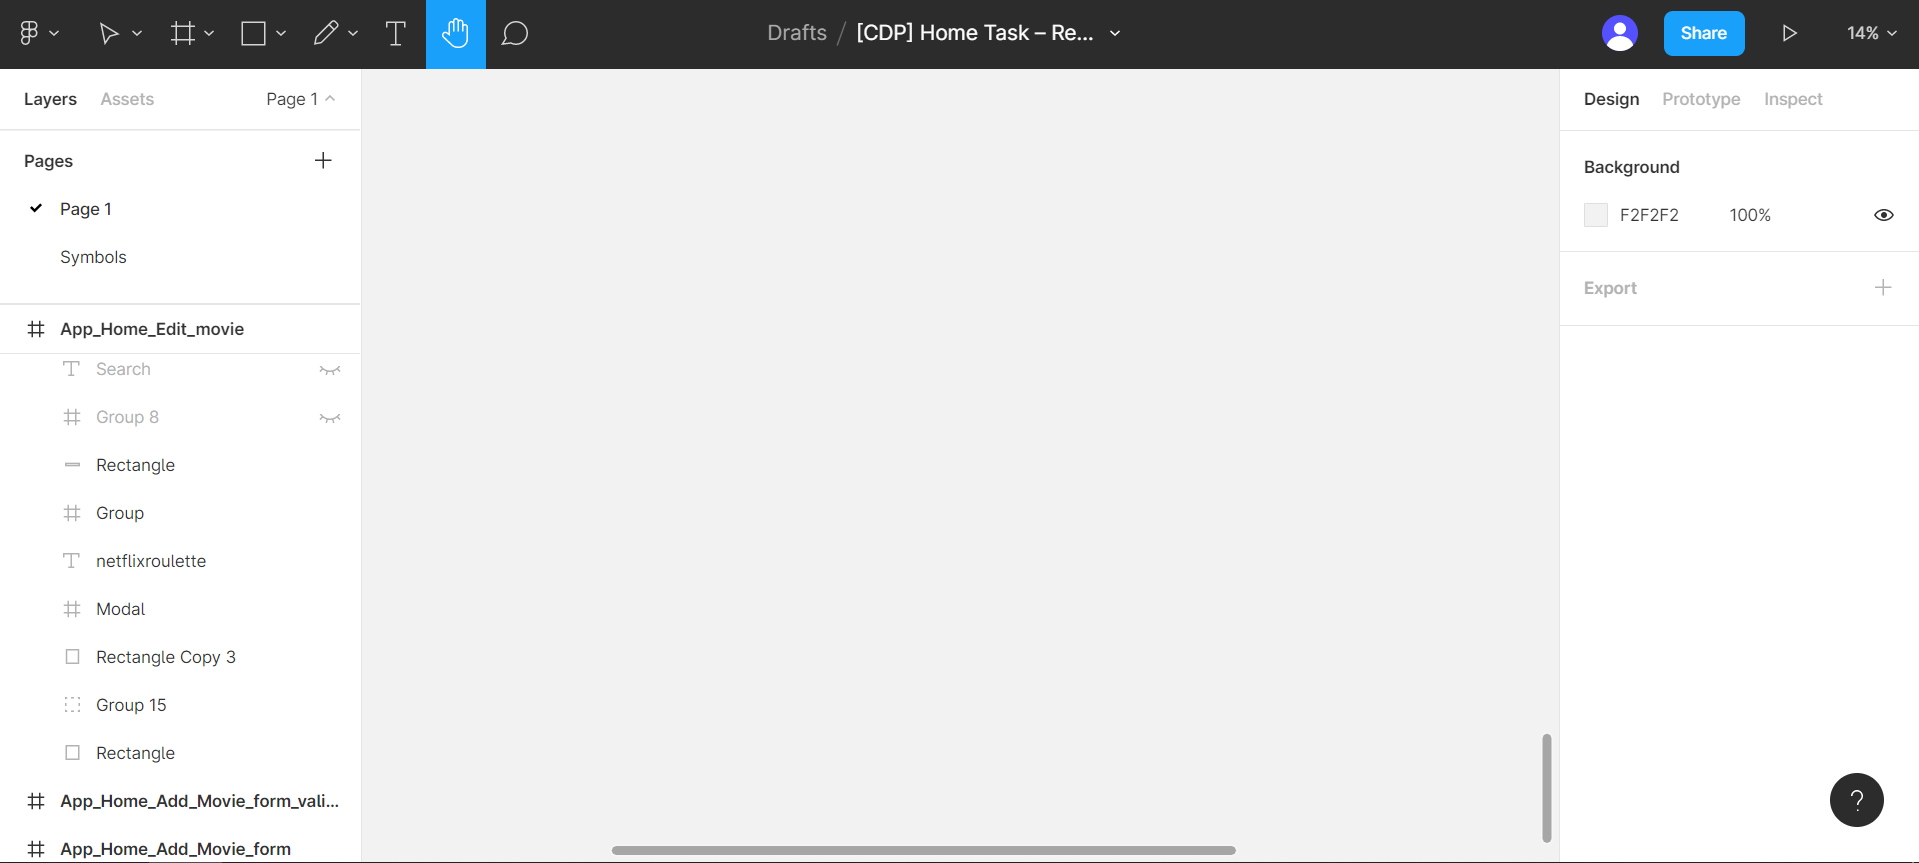 Drafts / [CDP] Home Task – Re...
Share
14%
Layers Assets Page 1
Pages
Page 1
Symbols
App_Home_Edit_movie
Search
Group 8
Rectangle
Group
netflixroulette
Modal
Rectangle Copy 3
Group 15
Rectangle
App_Home_Add_Movie_form_vali...
App_Home_Add_Movie_form
Design Prototype Inspect
Background
F2F2F2 100%
Export
?